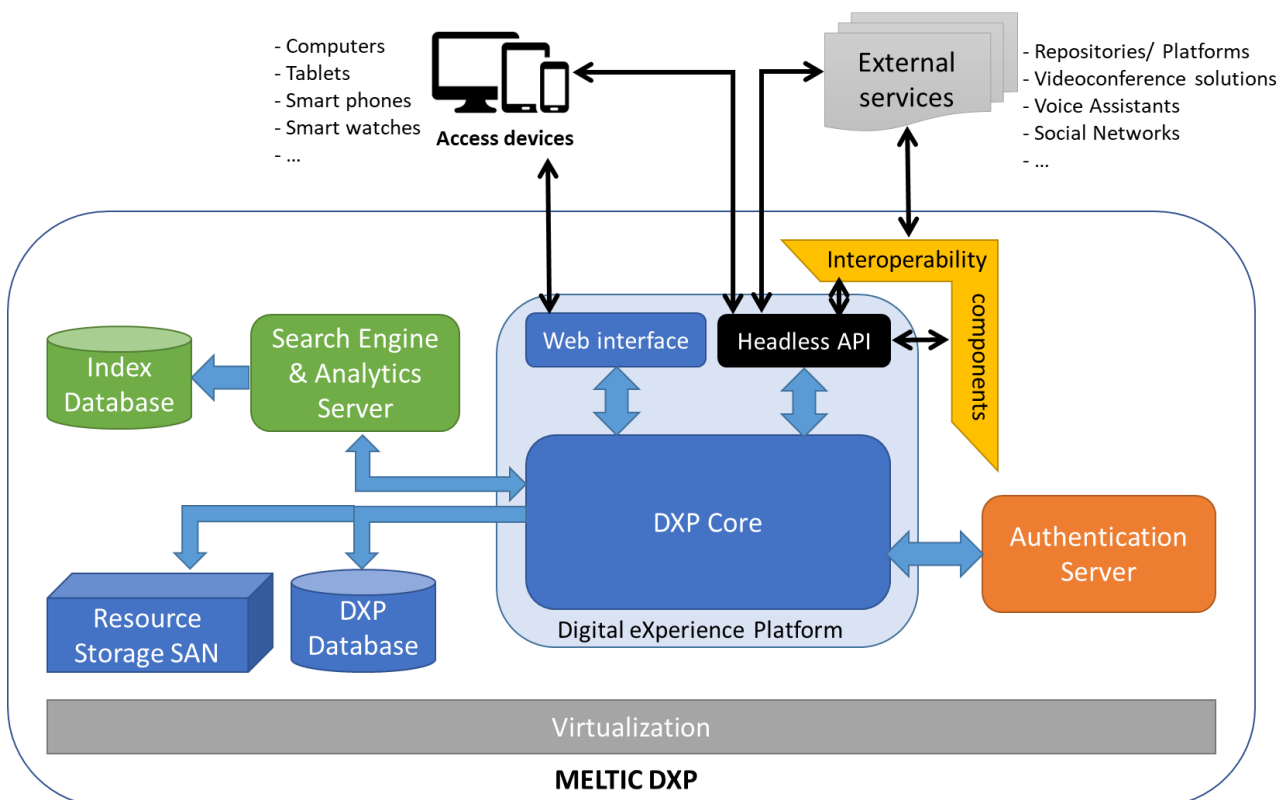 - Computers
- Tablets
- Smart phones
- Smart watches
- ...
Access devices
External
services
- Repositories/ Platforms
- Videoconference solutions
- Voice Assistants
- Social Networks
- ...
Interoperability
components
Web interface
Headless API
Search Engine
& Analytics
Server
Index
Database
DXP Core
Authentication
Server
Resource
Storage SAN
DXP
Database
Digital eXperience Platform
Virtualization
MELTIC DXP